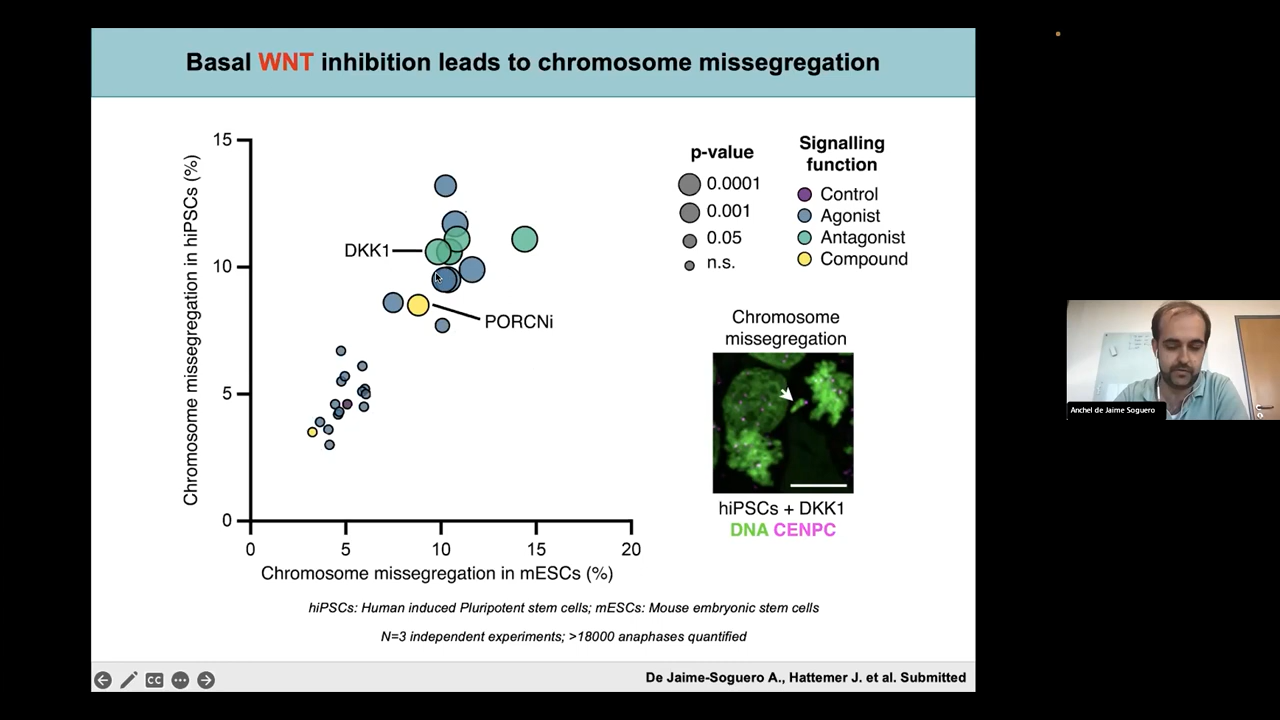 Basal WNT inhibition leads to chromosome missegregation
Chromosome missegregation in hiPSCs (%)
15
10
5
0
0 5 10 15 20
Chromosome missegregation in mESCs (%)
DKK1
PORCNi
p-value
0.0001
0.001
0.05
n.s.
Signalling
function
Control
Agonist
Antagonist
Compound
Chromosome
missegregation
hiPSCs + DKK1
DNA CENPC
hiPSCs: Human induced Pluripotent stem cells; mESCs: Mouse embryonic stem cells
N=3 independent experiments; >18000 anaphases quantified
CC
De Jaime-Soguero A., Hattemer J. et al. Submitted
Anchel de Jaime Soguero